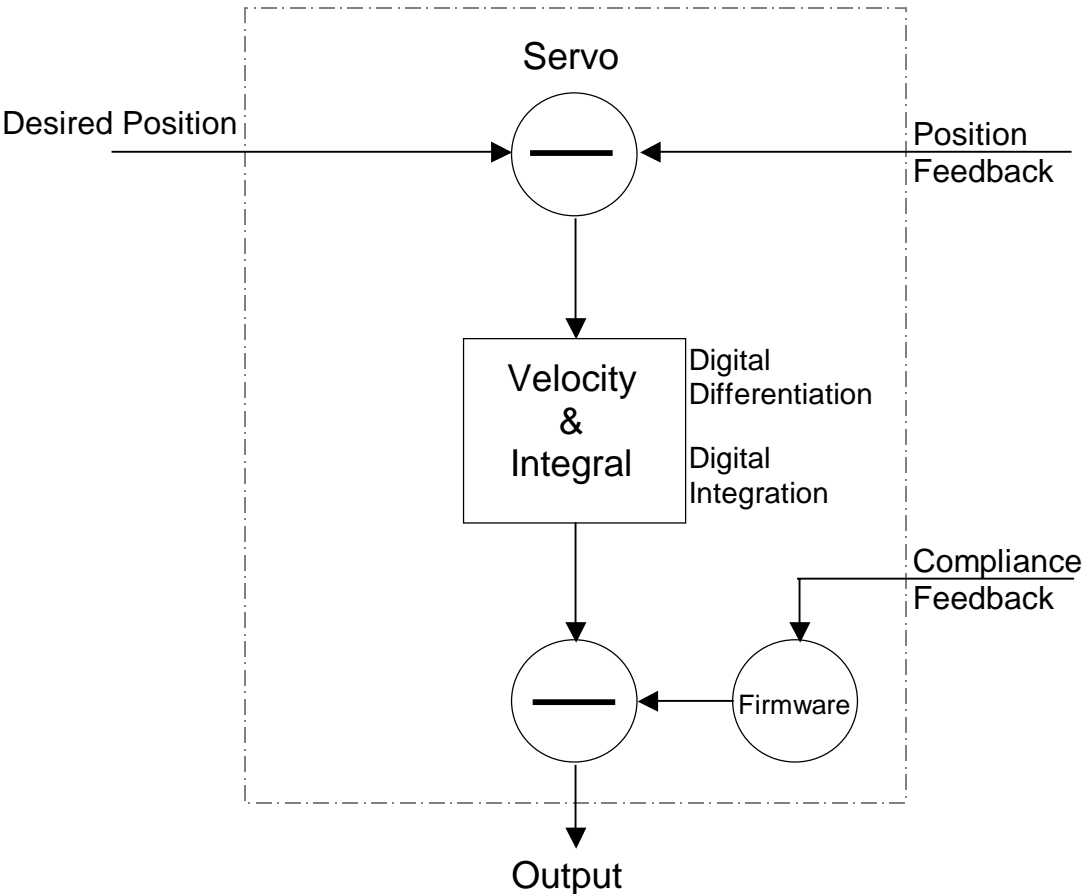 Servo
Desired Position
Position
Feedback
Velocity
&
Integral
Digital
Differentiation
Digital
Integration
Compliance
Feedback
Firmware
Output